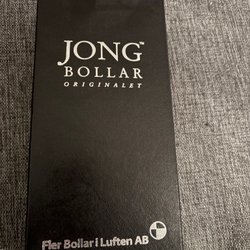 JONG™
BOLLAR
ORIGINALET
Fler Bollar i Luften AB